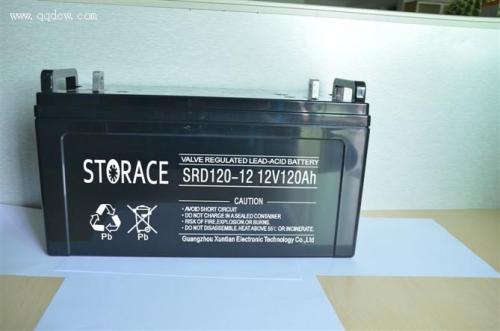 www.qqdcw.com
STORACE
VALVE REGULATED LEAD-ACID BATTERY
SRD120-12 12V120Ah
CAUTION
• AVOID SHORT CIRCUIT
• DO NOT CHARGE IN A SEALED CONTAINER
• RISK OF FIRE,EXPLOSION,OR BURNS.
• DO NOT DISASSEMBLE,HEAT ABOVE 55℃ OR INCINERATE
Guangzhou Xuntian Electronic Technology Co.,Ltd
Pb
Pb